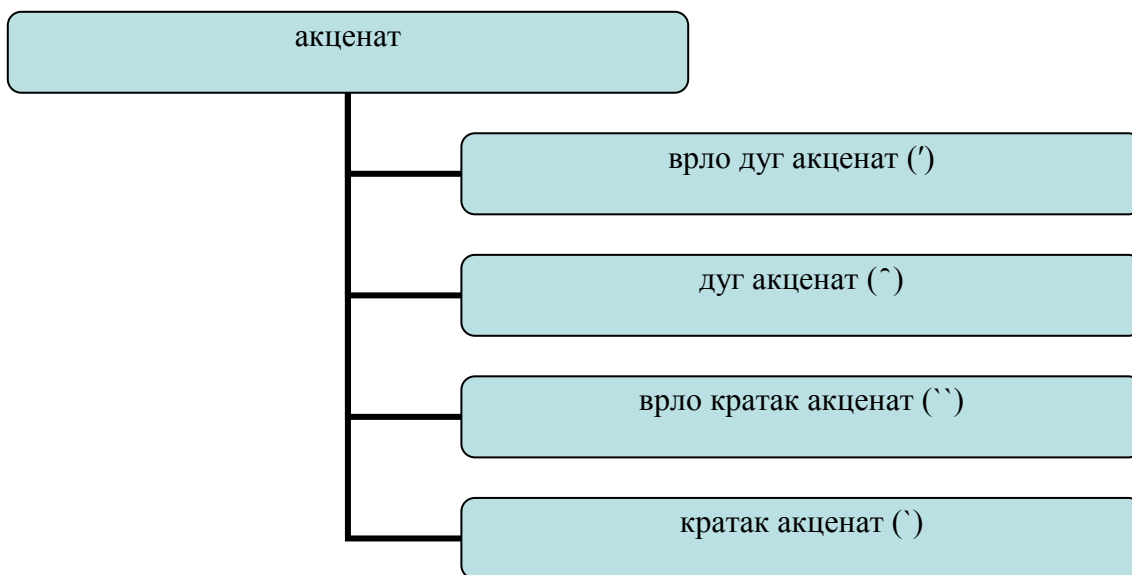 акценат
врло дуг акценат (′)
дуг акценат (ˆ)
врло кратак акценат (``)
кратак акценат (`)